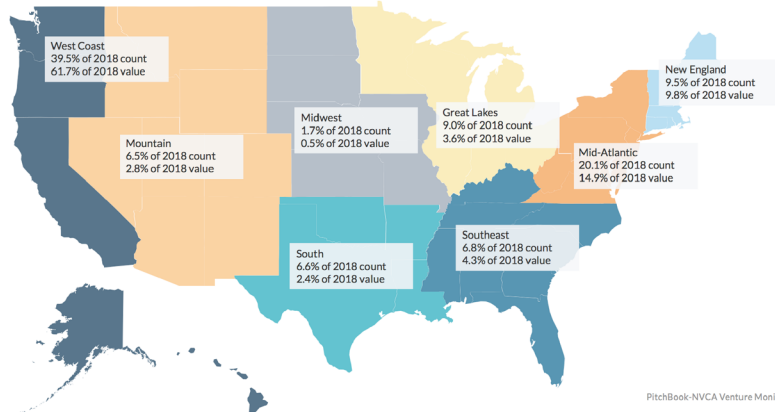 West Coast
39.5% of 2018 count
61.7% of 2018 value
Mountain
6.5% of 2018 count
2.8% of 2018 value
Midwest
1.7% of 2018 count
0.5% of 2018 value
Great Lakes
9.0% of 2018 count
3.6% of 2018 value
New England
9.5% of 2018 count
9.8% of 2018 value
Mid-Atlantic
20.1% of 2018 count
14.9% of 2018 value
South
6.6% of 2018 count
2.4% of 2018 value
Southeast
6.8% of 2018 count
4.3% of 2018 value
PitchBook-NVCA Venture Moni